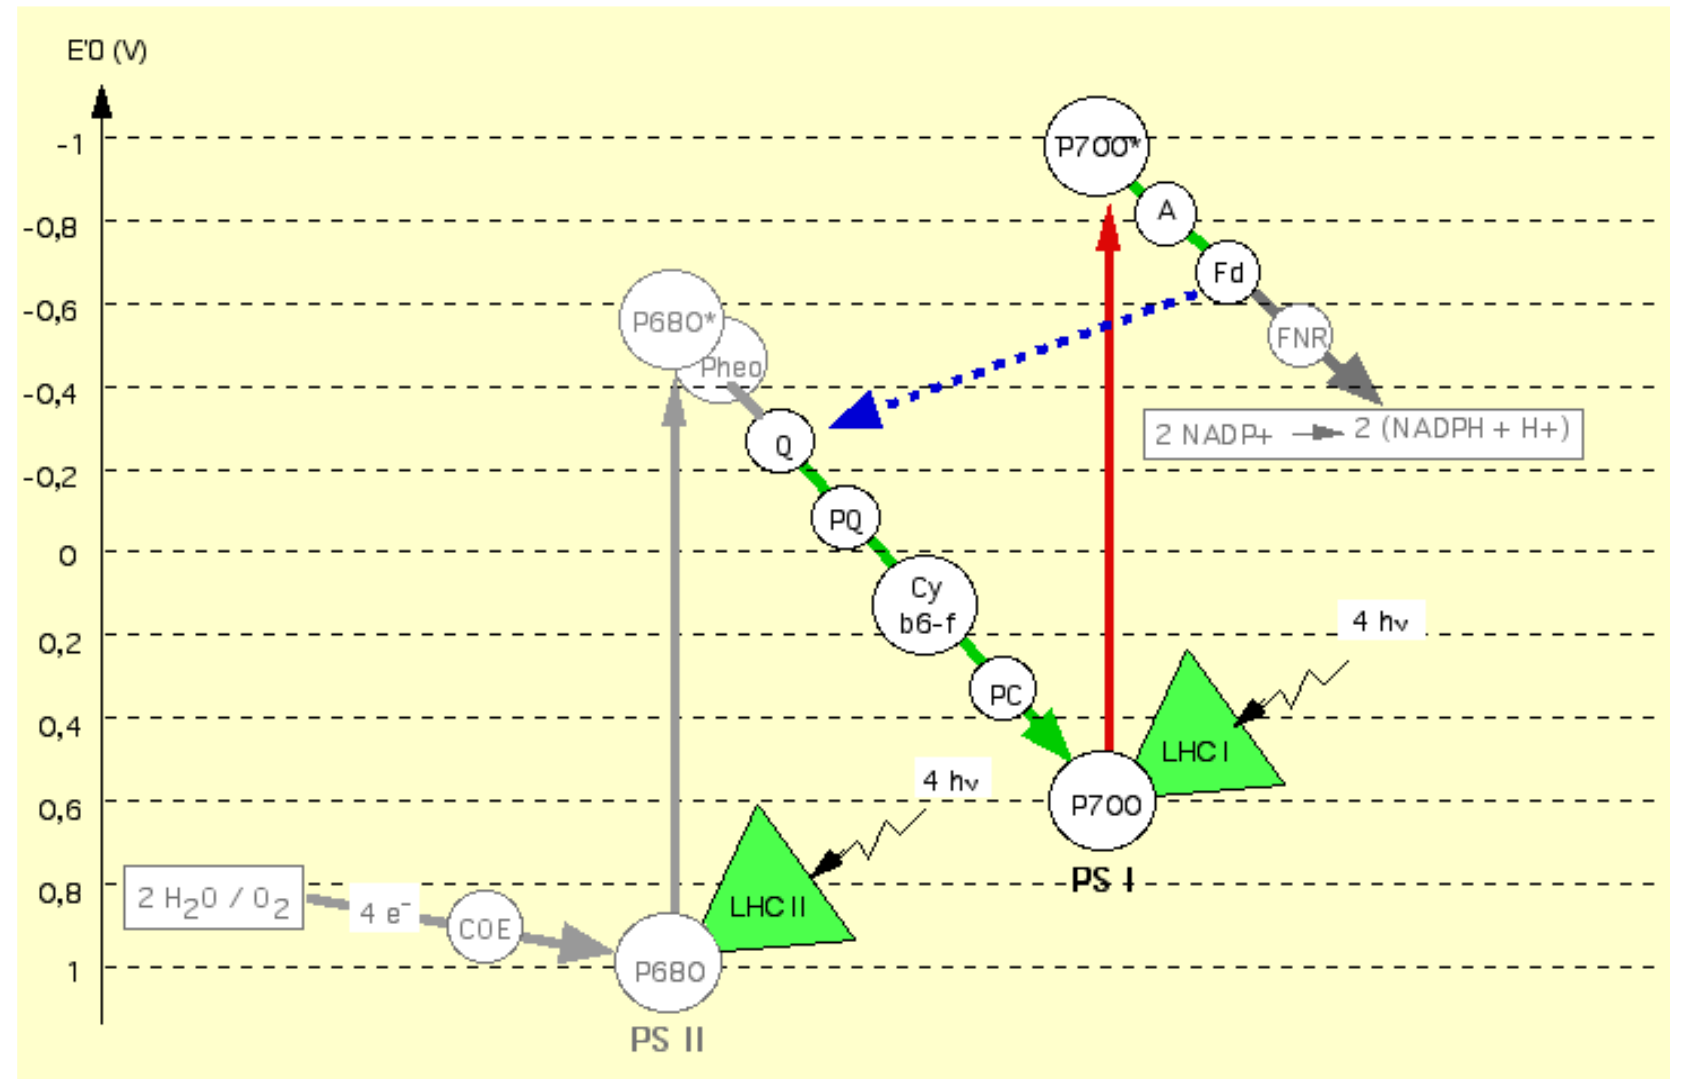 E'0 (V)
-1
-0,8
-0,6
-0,4
-0,2
0
0,2
0,4
0,6
0,8
1
P700*
A
Fd
FNR
2 NADP+ → 2 (NADPH + H+)
P680*
Pheo
Q
PQ
Cy
b6-f
PC
4 hν
LHC I
P700
PS I
4 hν
LHC II
2 H₂O / O₂
4 e⁻
COE
P680
PS II